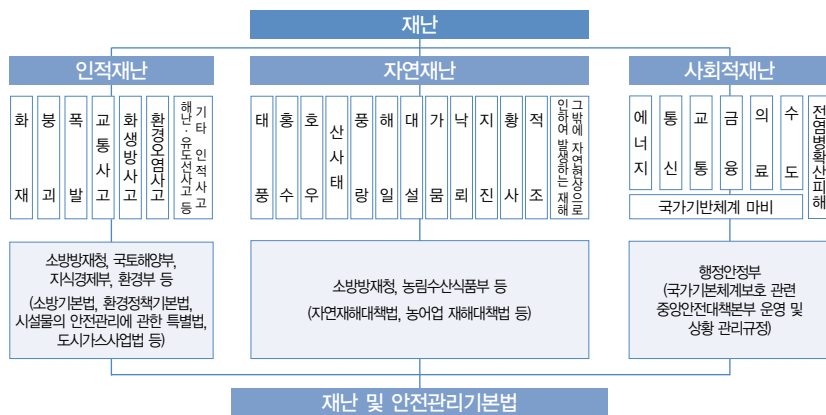 재난
인적재난
자연재난
사회적재난
화재
붕괴
폭발
교통사고
화생방사고
환경오염사고
기타 인적사고
해난·유도선사고 등
태풍
홍수
호우
산사태
풍랑
해일
대설
가뭄
낙뢰
지진
황사
적조
그밖에 자연현상으로
인하여 발생하는 재해
에너지
통신
교통
금융
의료
수도
전염병확산피해
국가기반체계 마비
소방방재청, 국토해양부,
지식경제부, 환경부 등
(소방기본법, 환경정책기본법,
시설물의 안전관리에 관한 특별법,
도시가스사업법 등)
소방방재청, 농림수산식품부 등
(자연재해대책법, 농어업 재해대책법 등)
행정안정부
(국가기본체계보호 관련
중앙안전대책본부 운영 및
상황 관리규정)
재난 및 안전관리기본법